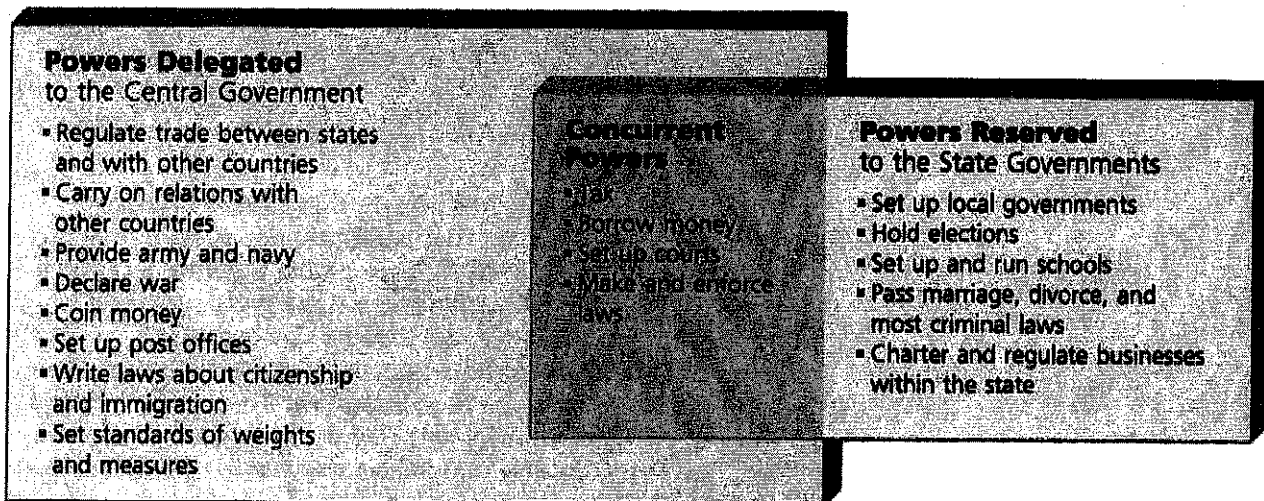 Powers Delegated
to the Central Government
▪ Regulate trade between states
and with other countries
▪ Carry on relations with
other countries
▪ Provide army and navy
▪ Declare war
▪ Coin money
▪ Set up post offices
▪ Write laws about citizenship
and immigration
▪ Set standards of weights
and measures
Concurrent
Powers
▪ Tax
▪ Borrow money
▪ Set up courts
▪ Make and enforce
laws
Powers Reserved
to the State Governments
▪ Set up local governments
▪ Hold elections
▪ Set up and run schools
▪ Pass marriage, divorce, and
most criminal laws
▪ Charter and regulate businesses
within the state